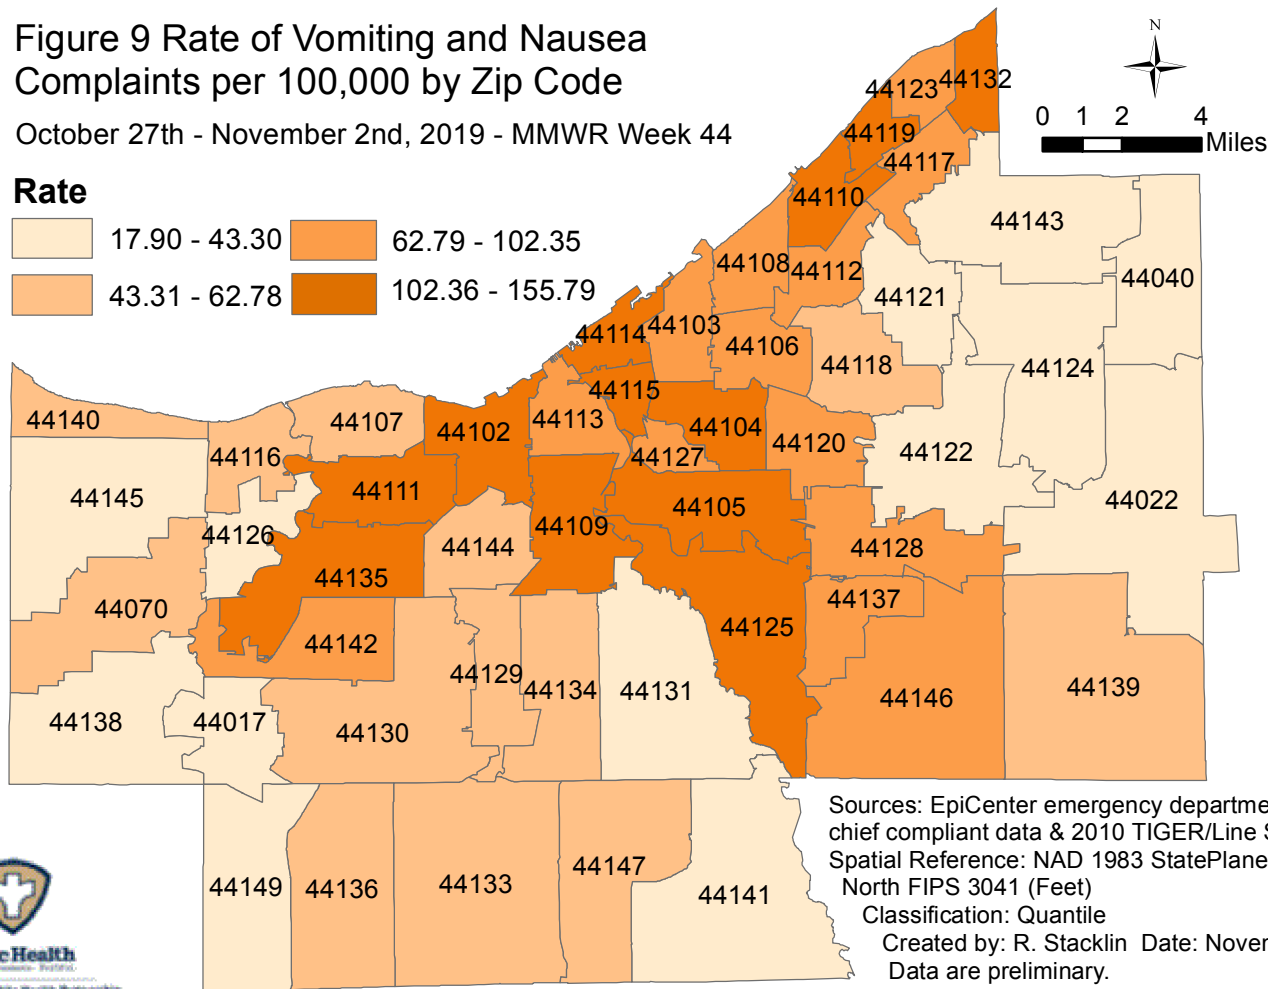 Figure 9 Rate of Vomiting and Nausea
Complaints per 100,000 by Zip Code
October 27th - November 2nd, 2019 - MMWR Week 44
N
0 1 2 4
Miles
Rate
17.90 - 43.30
62.79 - 102.35
43.31 - 62.78
102.36 - 155.79
44132
44123
44119
44117
44110
44143
44108
44112
44040
44121
44114
44103
44106
44118
44124
44115
44140
44107
44102
44113
44104
44120
44122
44116
44127
44145
44111
44105
44022
44126
44109
44144
44128
44135
44070
44137
44125
44142
44129
44134
44131
44146
44139
44138
44017
44130
44149
44136
44133
44147
44141
Sources: EpiCenter emergency departme
chief compliant data & 2010 TIGER/Line S
Spatial Reference: NAD 1983 StatePlane
North FIPS 3041 (Feet)
Classification: Quantile
Created by: R. Stacklin Date: Nover
Data are preliminary.
c Health